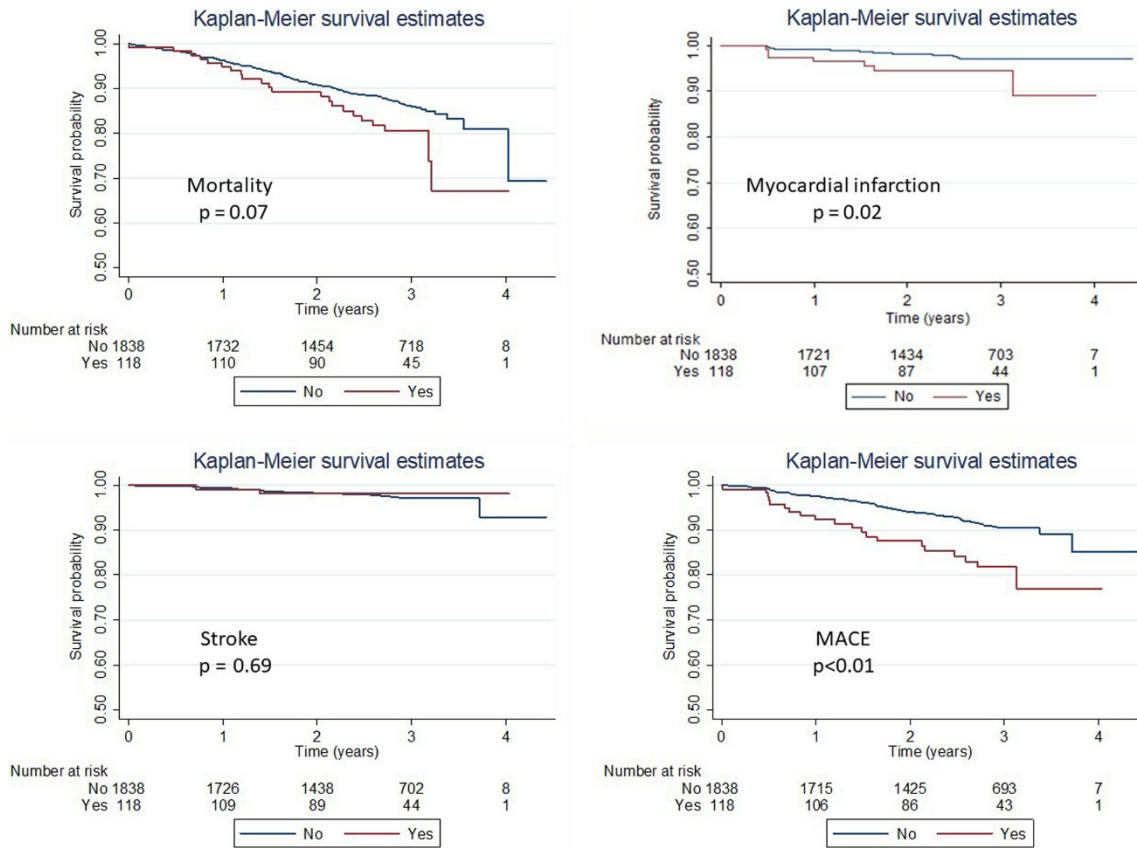 Kaplan-Meier survival estimates
Survival probability
1.00
0.90
0.80
0.70
0.60
0.50
Mortality
p = 0.07
0 1 2 3 4
Time (years)
Number at risk
No 1838 1732 1454 718 8
Yes 118 110 90 45 1
No Yes
Kaplan-Meier survival estimates
Survival probability
1.00
0.90
0.80
0.70
0.60
0.50
Myocardial infarction
p = 0.02
0 1 2 3 4
Time (years)
Number at risk
No 1838 1721 1434 703 7
Yes 118 107 87 44 1
No Yes
Kaplan-Meier survival estimates
Survival probability
1.00
0.90
0.80
0.70
0.60
0.50
Stroke
p = 0.69
0 1 2 3 4
Time (years)
Number at risk
No 1838 1726 1438 702 8
Yes 118 109 89 44 1
No Yes
Kaplan-Meier survival estimates
Survival probability
1.00
0.90
0.80
0.70
0.60
0.50
MACE
p<0.01
0 1 2 3 4
Time (years)
Number at risk
No 1838 1715 1425 693 7
Yes 118 106 86 43 1
No Yes